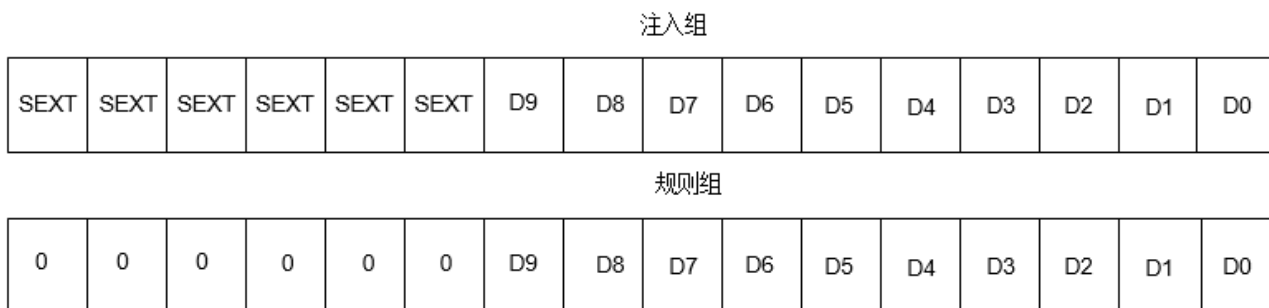 注入组
SEXT SEXT SEXT SEXT SEXT SEXT D9 D8 D7 D6 D5 D4 D3 D2 D1 D0
规则组
0 0 0 0 0 0 D9 D8 D7 D6 D5 D4 D3 D2 D1 D0